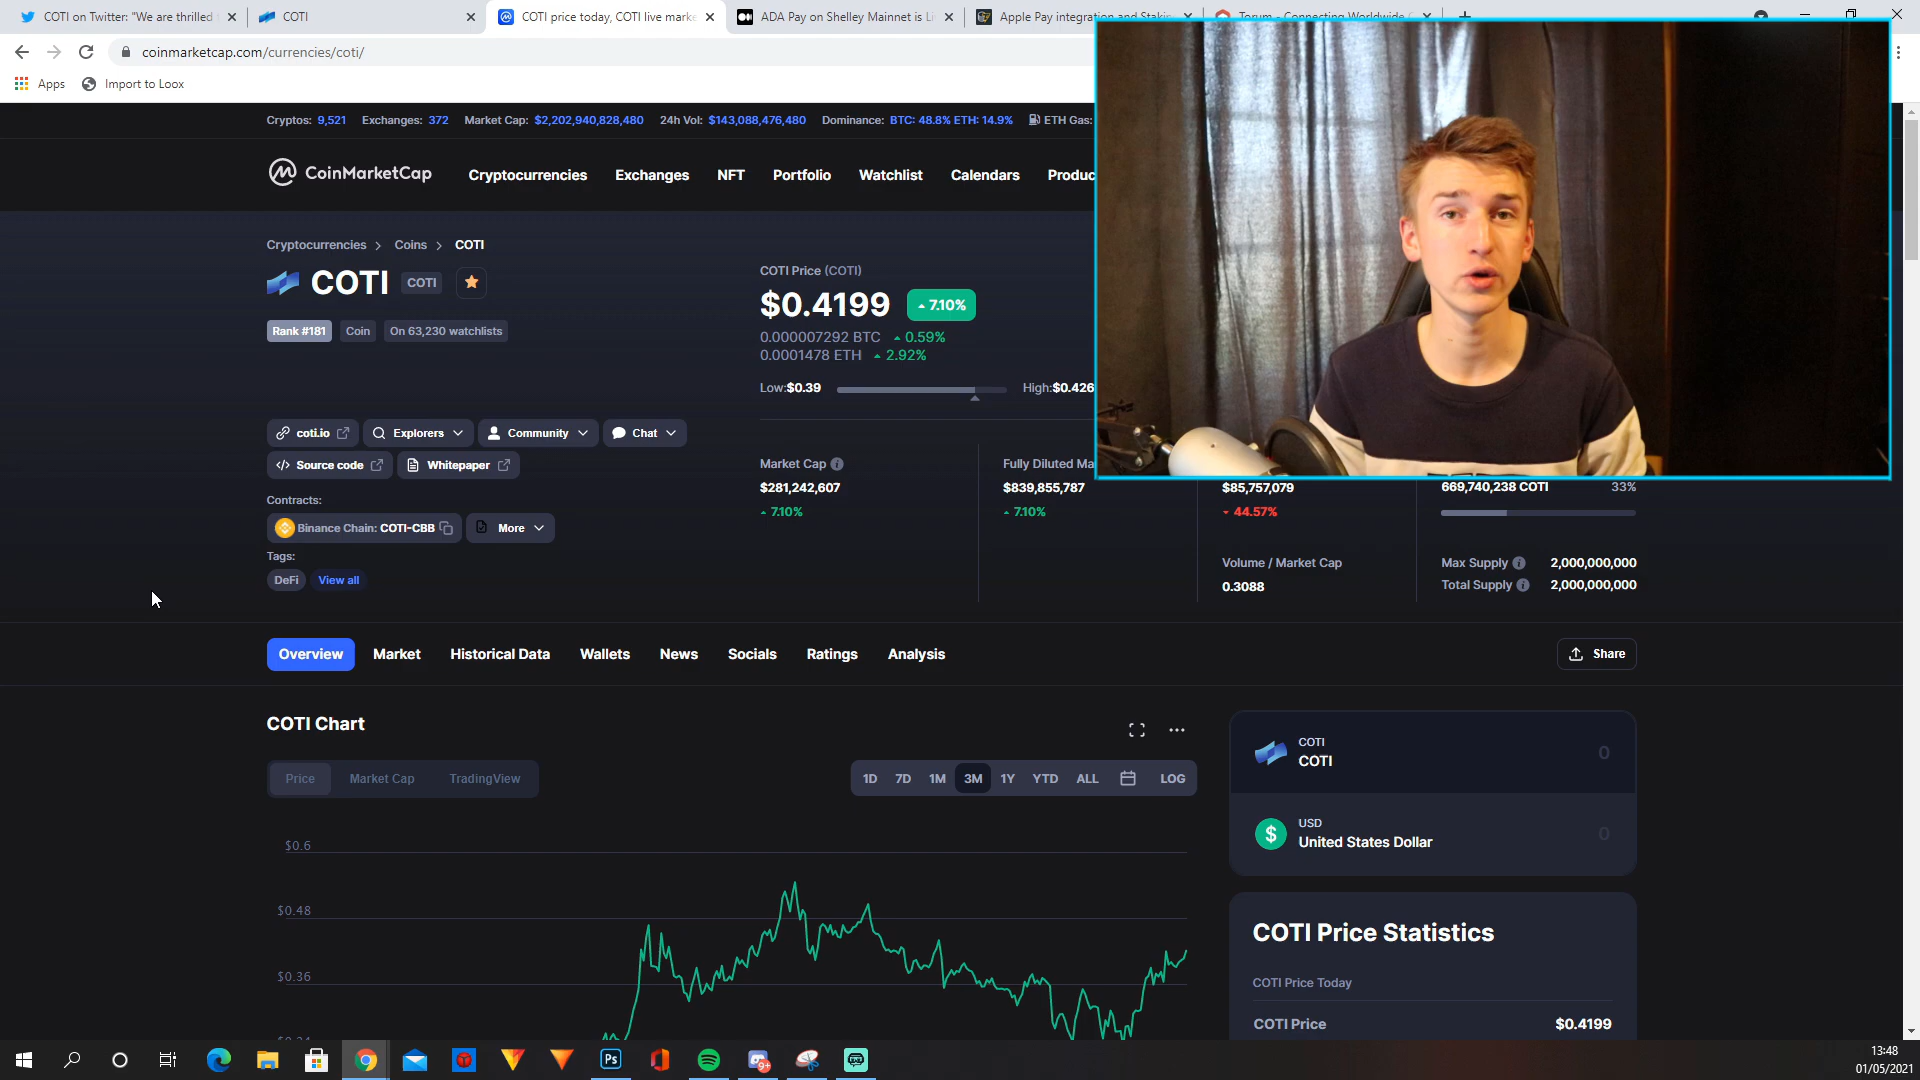 COTI on Twitter: "We are thrilled
COTI
COTI price today, COTI live marke
ADA Pay on Shelley Mainnet is Li
Apple Pay integration and Staki
Torum - Connecting Worldwide
coinmarketcap.com/currencies/coti/
Apps
Import to Loox
Cryptos: 9,521 Exchanges: 372 Market Cap: $2,202,940,828,480 24h Vol: $143,088,476,480 Dominance: BTC: 48.8% ETH: 14.9% ETH Gas:
CoinMarketCap
Cryptocurrencies Exchanges NFT Portfolio Watchlist Calendars Produc
Cryptocurrencies > Coins > COTI
COTI COTI
Rank #181 Coin On 63,230 watchlists
COTI Price (COTI)
$0.4199 7.10%
0.000007292 BTC 0.59%
0.0001478 ETH 2.92%
Low:$0.39 High:$0.426
coti.io Explorers Community Chat
Source code Whitepaper
Contracts:
Binance Chain: COTI-CBB More
Tags:
DeFi View all
Market Cap
$281,242,607
7.10%
Fully Diluted Ma
$839,855,787
7.10%
$85,757,079
44.57%
Volume / Market Cap
0.3088
669,740,238 COTI 33%
Max Supply 2,000,000,000
Total Supply 2,000,000,000
Overview Market Historical Data Wallets News Socials Ratings Analysis
Share
COTI Chart
Price Market Cap TradingView
1D 7D 1M 3M 1Y YTD ALL LOG
$0.6
$0.48
$0.36
COTI
COTI
0
USD
United States Dollar
0
COTI Price Statistics
COTI Price Today
COTI Price $0.4199
Ps
9+
13:48
01/05/2021